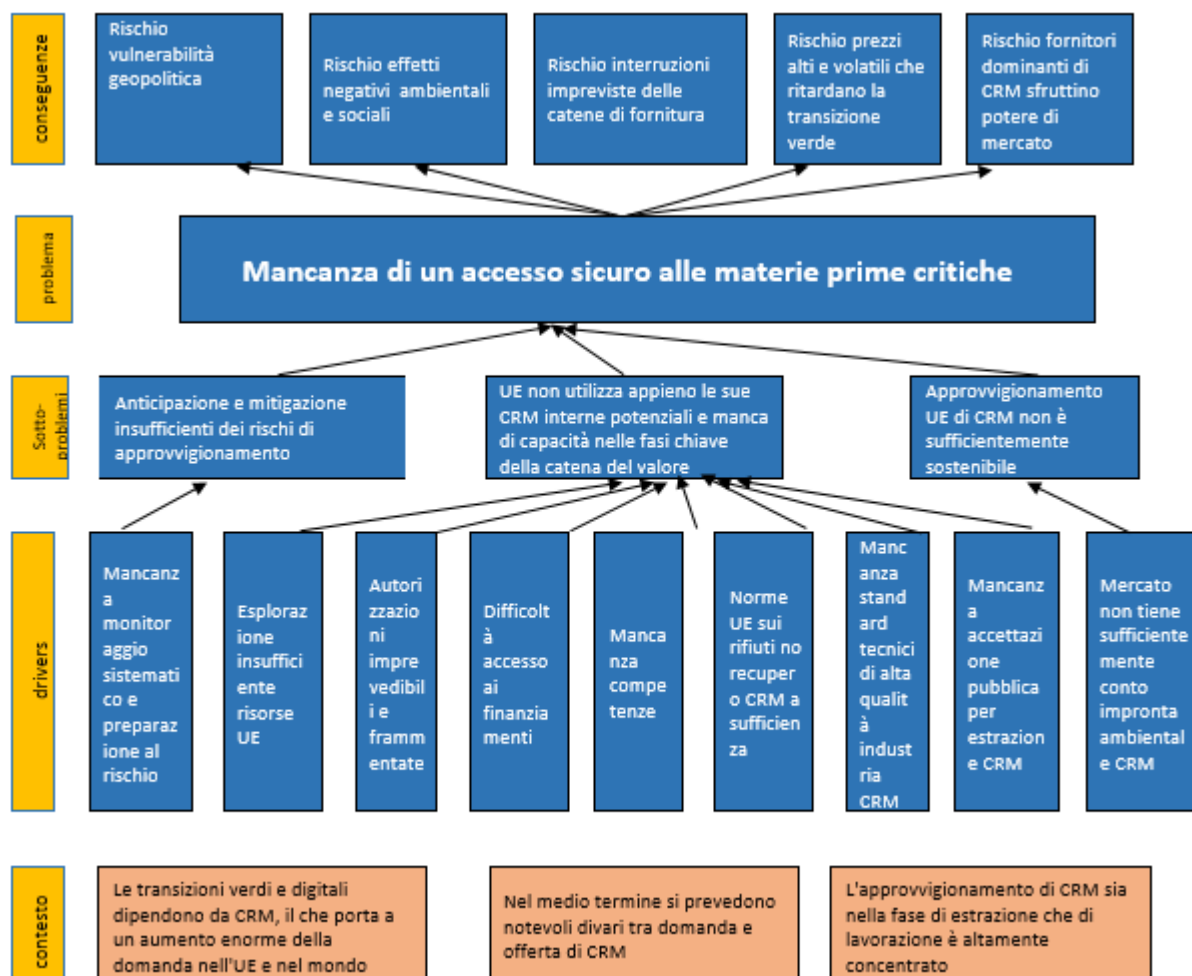 conseguenze
Rischio
vulnerabilità
geopolitica
Rischio effetti
negativi ambientali
e sociali
Rischio interruzioni
impreviste delle
catene di fornitura
Rischio prezzi
alti e volatili che
ritardano la
transizione
verde
Rischio fornitori
dominanti di
CRM sfruttino
potere di
mercato
problema
Mancanza di un accesso sicuro alle materie prime critiche
Sotto-
problemi
Anticipazione e mitigazione
insufficienti dei rischi di
approvvigionamento
UE non utilizza appieno le sue
CRM interne potenziali e manca
di capacità nelle fasi chiave
della catena del valore
Approvvigionamento
UE di CRM non è
sufficientemente
sostenibile
drivers
Mancanz
a
monitor
aggio
sistemati
co e
preparaz
ione al
rischio
Esploraz
ione
insuffici
ente
risorse
UE
Autori
zzazio
ni
impre
vedibil
i e
framm
entate
Difficolt
à
accesso
ai
finanzia
menti
Manca
nza
compe
tenze
Norme
UE sui
rifiuti no
recuper
o CRM a
sufficien
za
Manc
anza
stand
ard
tecnici
di alta
qualit
à
indust
ria
CRM
Mancanz
a
accettazi
one
pubblica
per
estrazion
e CRM
Mercato
non tiene
sufficiente
mente
conto
impronta
ambiental
e CRM
contesto
Le transizioni verdi e digitali
dipendono da CRM, il che porta a
un aumento enorme della
domanda nell'UE e nel mondo
Nel medio termine si prevedono
notevoli divari tra domanda e
offerta di CRM
L'approvvigionamento di CRM sia
nella fase di estrazione che di
lavorazione è altamente
concentrato